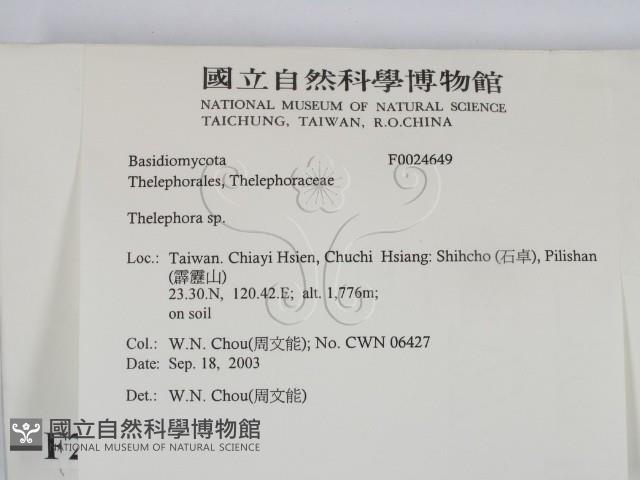 國立自然科學博物館
NATIONAL MUSEUM OF NATURAL SCIENCE
TAICHUNG, TAIWAN, R.O.CHINA
Basidiomycota F0024649
Thelephorales, Thelephoraceae
Thelephora sp.
Loc.: Taiwan. Chiayi Hsien, Chuchi Hsiang: Shihcho (石卓), Pilishan
(霹靂山)
23.30.N, 120.42.E; alt. 1,776m;
on soil
Col.: W.N. Chou(周文能); No. CWN 06427
Date: Sep. 18, 2003
Det.: W.N. Chou(周文能)
國立自然科學博物館
NATIONAL MUSEUM OF NATURAL SCIENCE